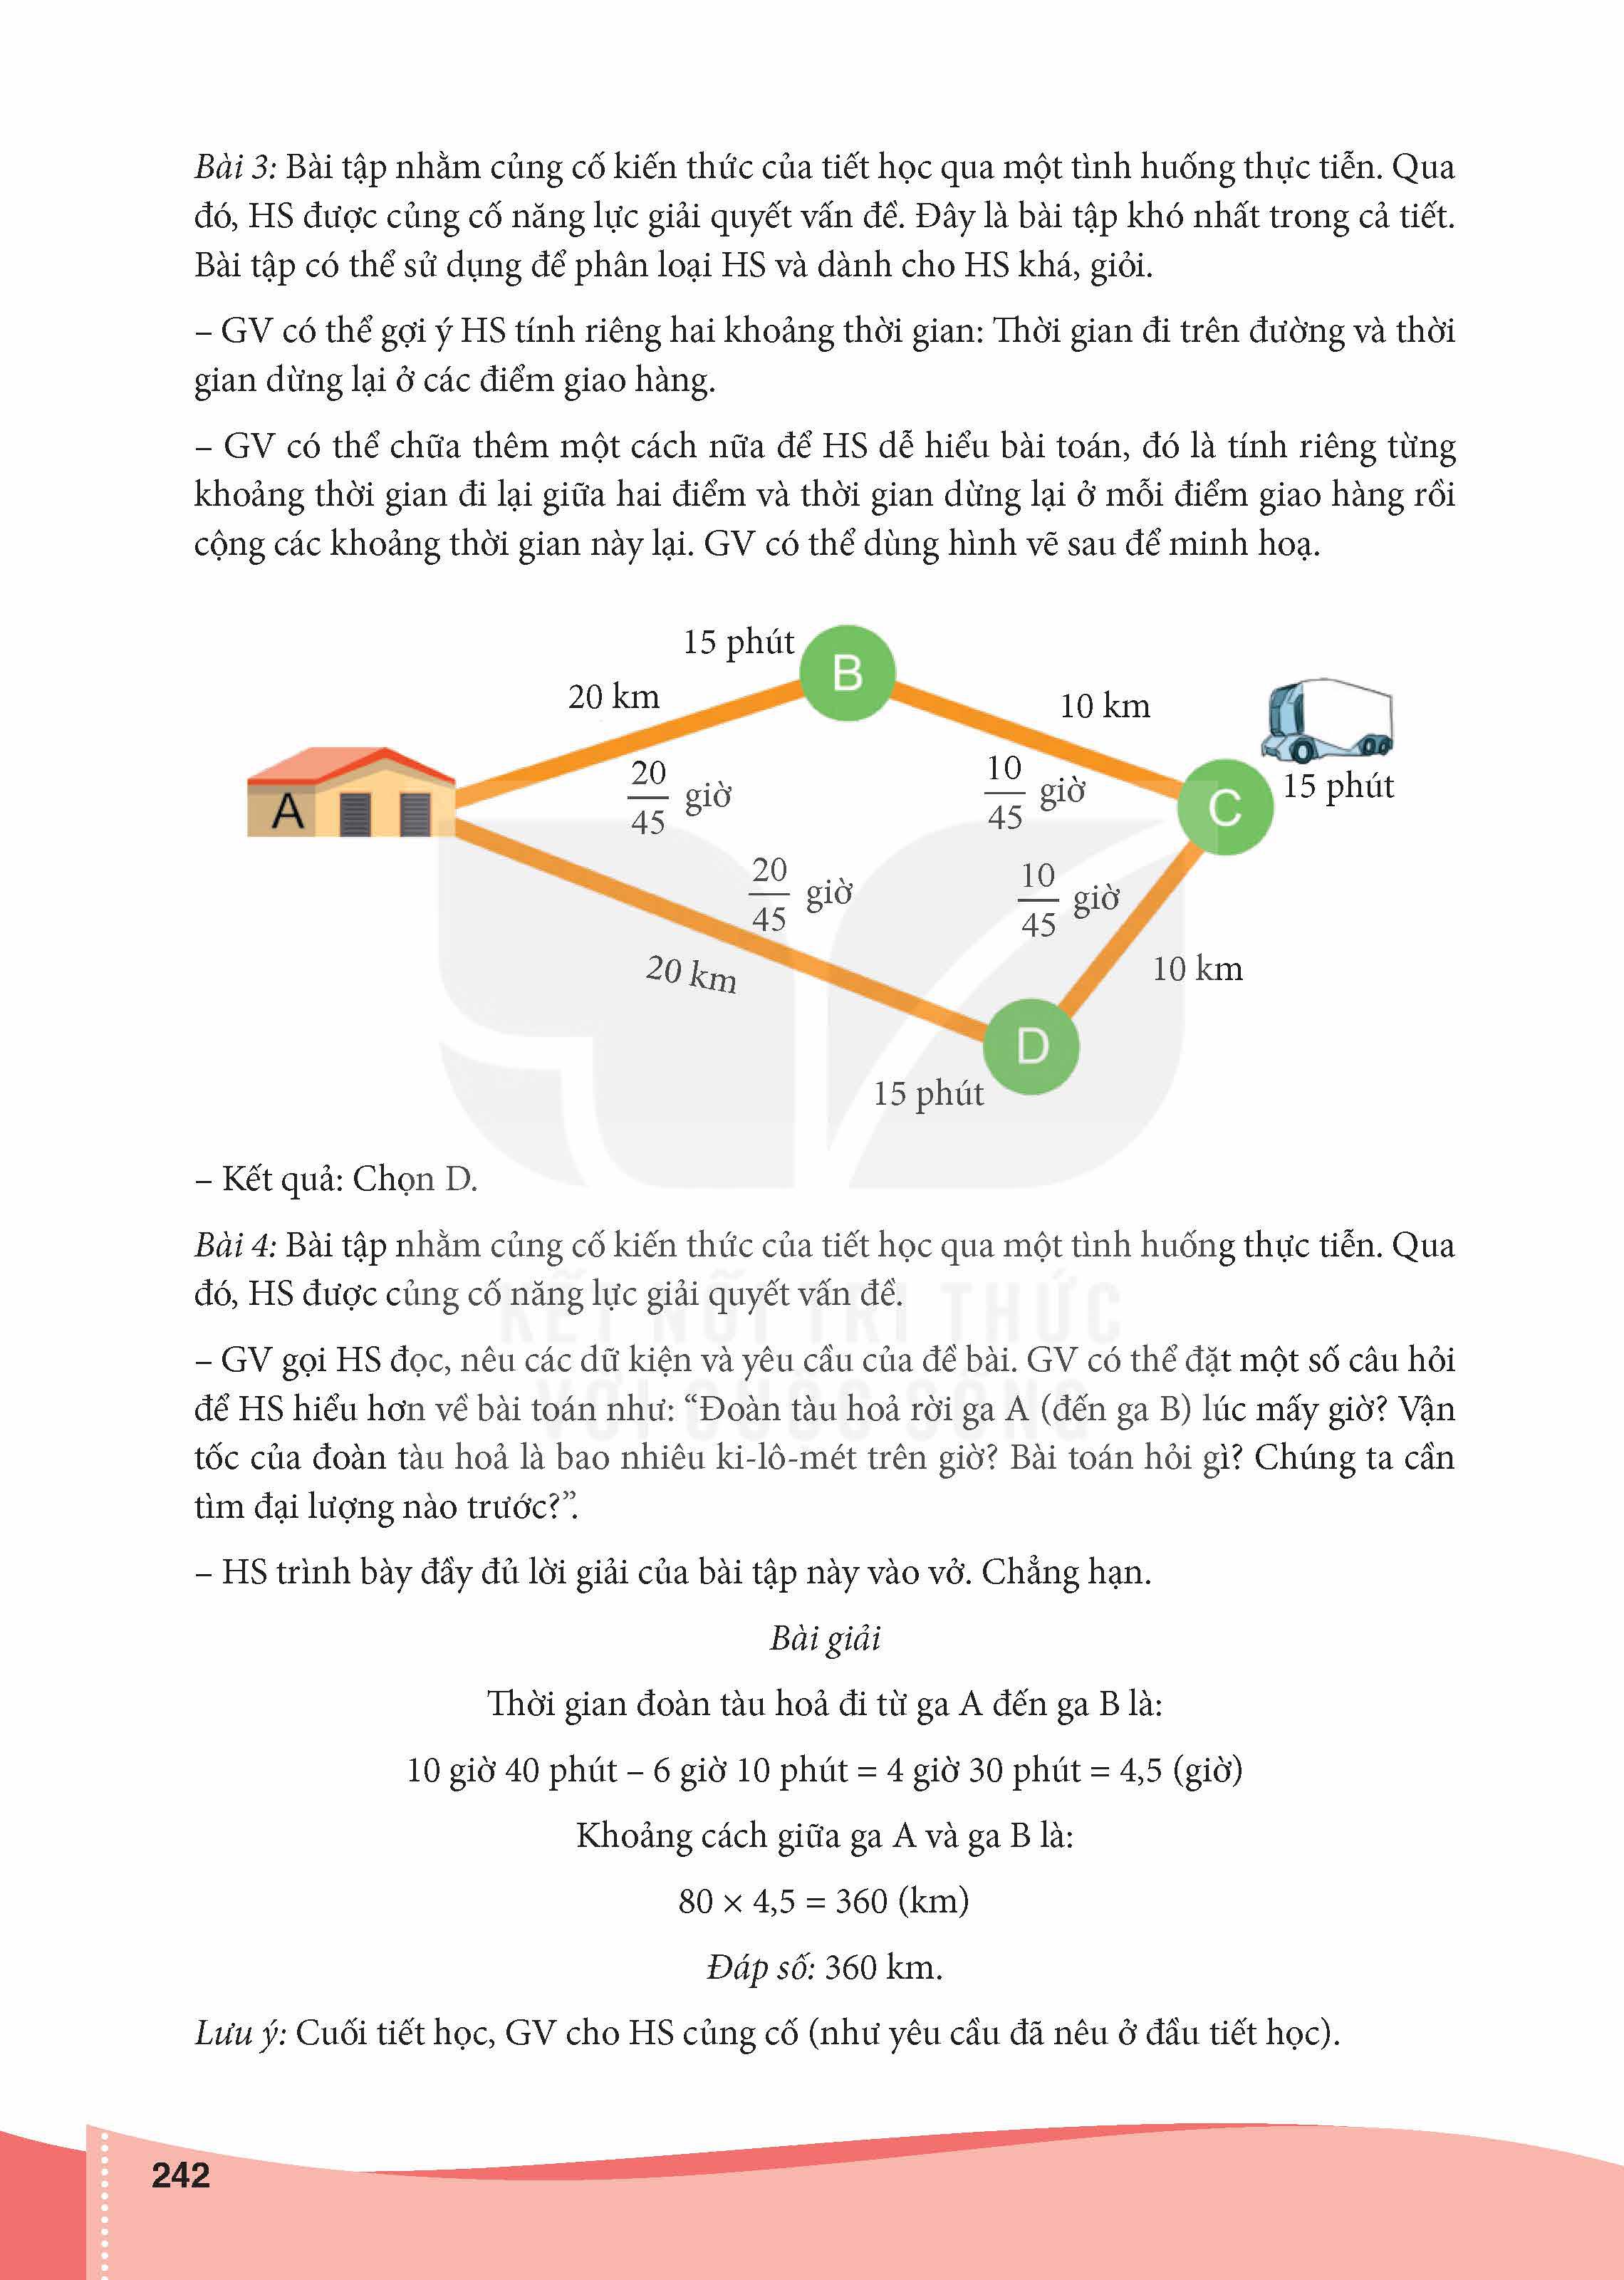 Bài 3: Bài tập nhằm củng cố kiến thức của tiết học qua một tình huống thực tiễn. Qua
đó, HS được củng cố năng lực giải quyết vấn đề. Đây là bài tập khó nhất trong cả tiết.
Bài tập có thể sử dụng để phân loại HS và dành cho HS khá, giỏi.
– GV có thể gợi ý HS tính riêng hai khoảng thời gian: Thời gian đi trên đường và thời
gian dừng lại ở các điểm giao hàng.
– GV có thể chữa thêm một cách nữa để HS dễ hiểu bài toán, đó là tính riêng từng
khoảng thời gian đi lại giữa hai điểm và thời gian dừng lại ở mỗi điểm giao hàng rồi
cộng các khoảng thời gian này lại. GV có thể dùng hình vẽ sau để minh hoạ.
15 phút
B
20 km
10 km
20/45 giờ
10/45 giờ
15 phút
A
C
20/45 giờ
10/45 giờ
20 km
10 km
D
15 phút
– Kết quả: Chọn D.
Bài 4: Bài tập nhằm củng cố kiến thức của tiết học qua một tình huống thực tiễn. Qua
đó, HS được củng cố năng lực giải quyết vấn đề.
KẾT NỐI TRI THỨC
– GV gọi HS đọc, nêu các dữ kiện và yêu cầu của đề bài. GV có thể đặt một số câu hỏi
để HS hiểu hơn về bài toán như: “Đoàn tàu hoả rời ga A (đến ga B) lúc mấy giờ? Vận
VỚI CUỘC SỐNG
tốc của đoàn tàu hoả là bao nhiêu ki-lô-mét trên giờ? Bài toán hỏi gì? Chúng ta cần
tìm đại lượng nào trước?”.
– HS trình bày đầy đủ lời giải của bài tập này vào vở. Chẳng hạn.
Bài giải
Thời gian đoàn tàu hoả đi từ ga A đến ga B là:
10 giờ 40 phút – 6 giờ 10 phút = 4 giờ 30 phút = 4,5 (giờ)
Khoảng cách giữa ga A và ga B là:
80 × 4,5 = 360 (km)
Đáp số: 360 km.
Lưu ý: Cuối tiết học, GV cho HS củng cố (như yêu cầu đã nêu ở đầu tiết học).
242